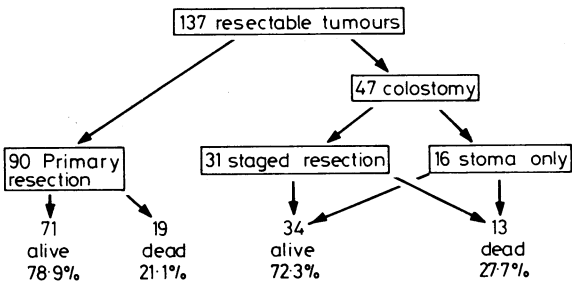 137 resectable tumours
47 colostomy
90 Primary
resection
31 staged resection
16 stoma only
71
alive
78·9%
19
dead
21·1%
34
alive
72·3%
13
dead
27·7%